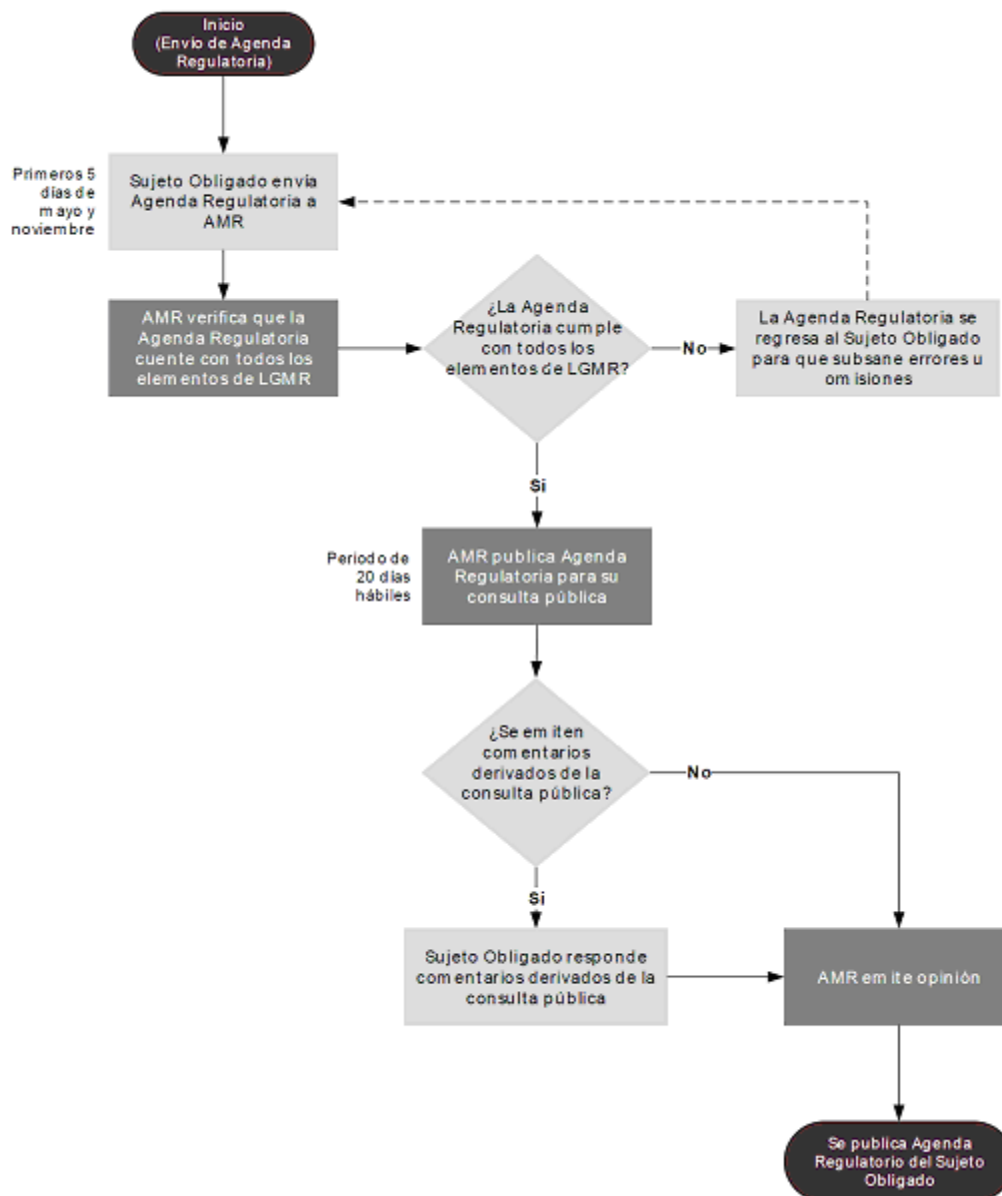 Inicio
(Envío de Agenda
Regulatoria)
Primeros 5
días de
mayo y
noviembre
Sujeto Obligado envía
Agenda Regulatoria a
AMR
AMR verifica que la
Agenda Regulatoria
cuente con todos los
elementos de LGMR
¿La Agenda
Regulatoria cumple
con todos los
elementos de LGMR?
No
La Agenda Regulatoria se
regresa al Sujeto Obligado
para que subsane errores u
omisiones
Si
Periodo de
20 días
hábiles
AMR publica Agenda
Regulatoria para su
consulta pública
¿Se emiten
comentarios
derivados de la
consulta pública?
No
Si
Sujeto Obligado responde
comentarios derivados de la
consulta pública
AMR emite opinión
Se publica Agenda
Regulatorio del Sujeto
Obligado